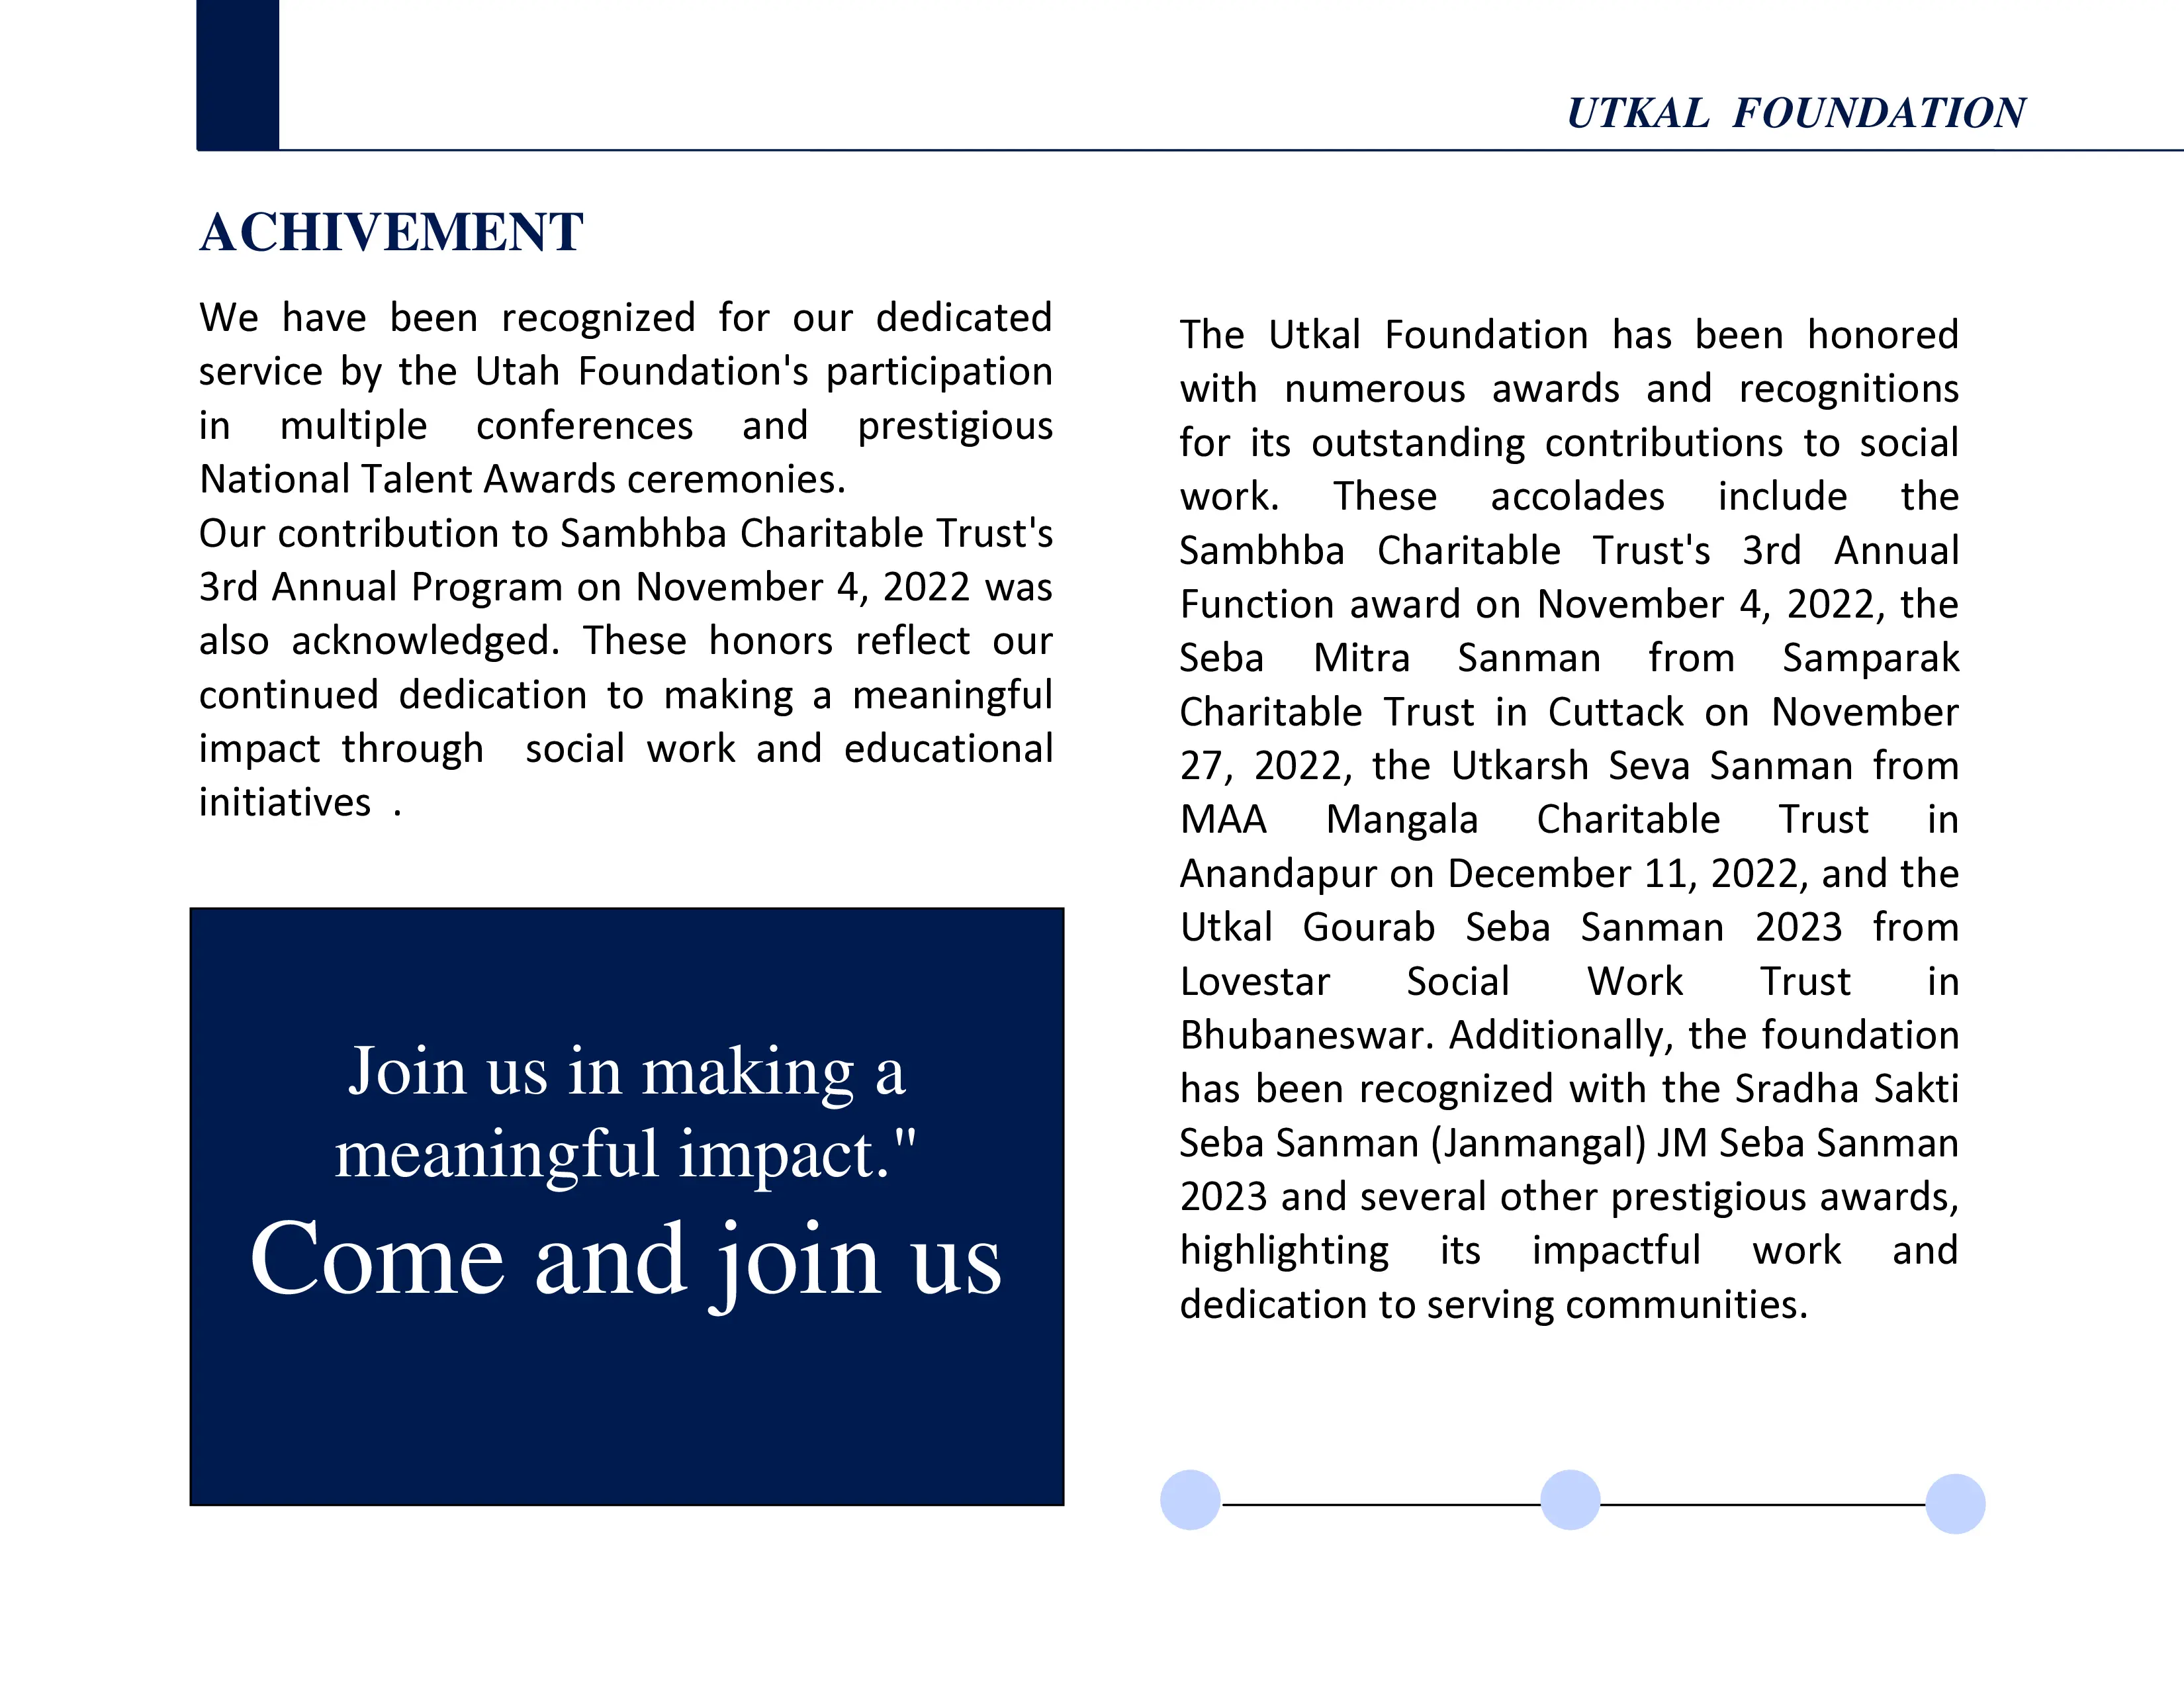 UTKAL FOUNDATION
ACHIVEMENT
We have been recognized for our dedicated
service by the Utah Foundation's participation
in multiple conferences and prestigious
National Talent Awards ceremonies.
Our contribution to Sambhba Charitable Trust's
3rd Annual Program on November 4, 2022 was
also acknowledged. These honors reflect our
continued dedication to making a meaningful
impact through social work and educational
initiatives .
Join us in making a
meaningful impact."
Come and join us
The Utkal Foundation has been honored
with numerous awards and recognitions
for its outstanding contributions to social
work. These accolades include the
Sambhba Charitable Trust's 3rd Annual
Function award on November 4, 2022, the
Seba Mitra Sanman from Samparak
Charitable Trust in Cuttack on November
27, 2022, the Utkarsh Seva Sanman from
MAA Mangala Charitable Trust in
Anandapur on December 11, 2022, and the
Utkal Gourab Seba Sanman 2023 from
Lovestar Social Work Trust in
Bhubaneswar. Additionally, the foundation
has been recognized with the Sradha Sakti
Seba Sanman (Janmangal) JM Seba Sanman
2023 and several other prestigious awards,
highlighting its impactful work and
dedication to serving communities.